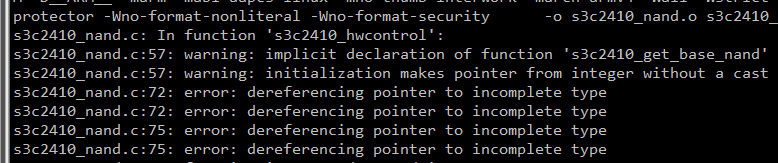 protector -Wno-format-nonliteral -Wno-format-security -o s3c2410_nand.o s3c2410_
s3c2410_nand.c: In function 's3c2410_hwcontrol':
s3c2410_nand.c:57: warning: implicit declaration of function 's3c2410_get_base_nand'
s3c2410_nand.c:57: warning: initialization makes pointer from integer without a cast
s3c2410_nand.c:72: error: dereferencing pointer to incomplete type
s3c2410_nand.c:72: error: dereferencing pointer to incomplete type
s3c2410_nand.c:75: error: dereferencing pointer to incomplete type
s3c2410_nand.c:75: error: dereferencing pointer to incomplete type